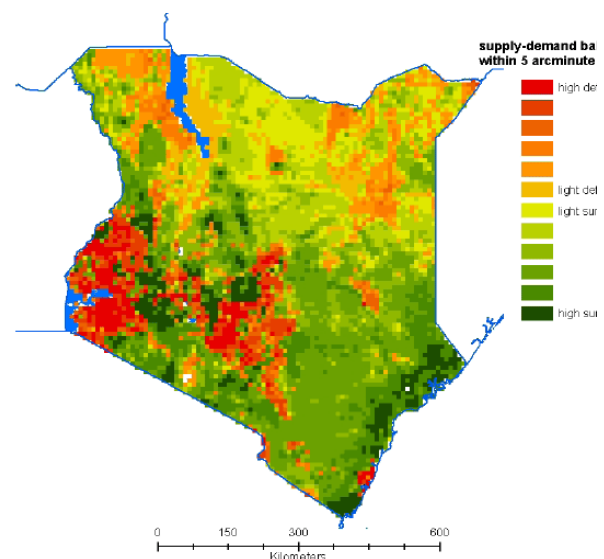 supply-demand ba
within 5 arcminute
high def
light def
light sur
high sur
0 150 300 600
Kilometers